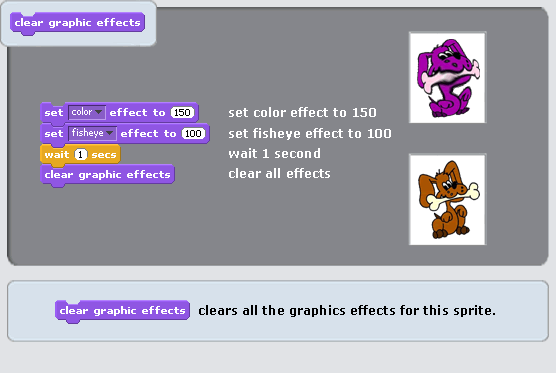 clear graphic effects
set color effect to 150 set color effect to 150
set fisheye effect to 100 set fisheye effect to 100
wait 1 secs wait 1 second
clear graphic effects clear all effects
clear graphic effects clears all the graphics effects for this sprite.